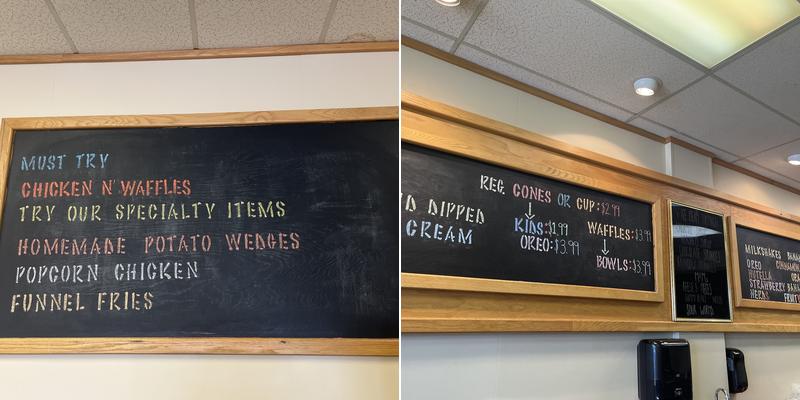 MUST TRY
CHICKEN N' WAFFLES
TRY OUR SPECIALTY ITEMS
HOMEMADE POTATO WEDGES
POPCORN CHICKEN
FUNNEL FRIES
REG. CONES OR CUP: $2.99
DIPPED
CREAM
KIDS: $1.99
OREO: $3.99
WAFFLES: $3.99
BOWLS: $3.99
MILKSHAKES
OREO
NUTELLA
STRAWBERRY